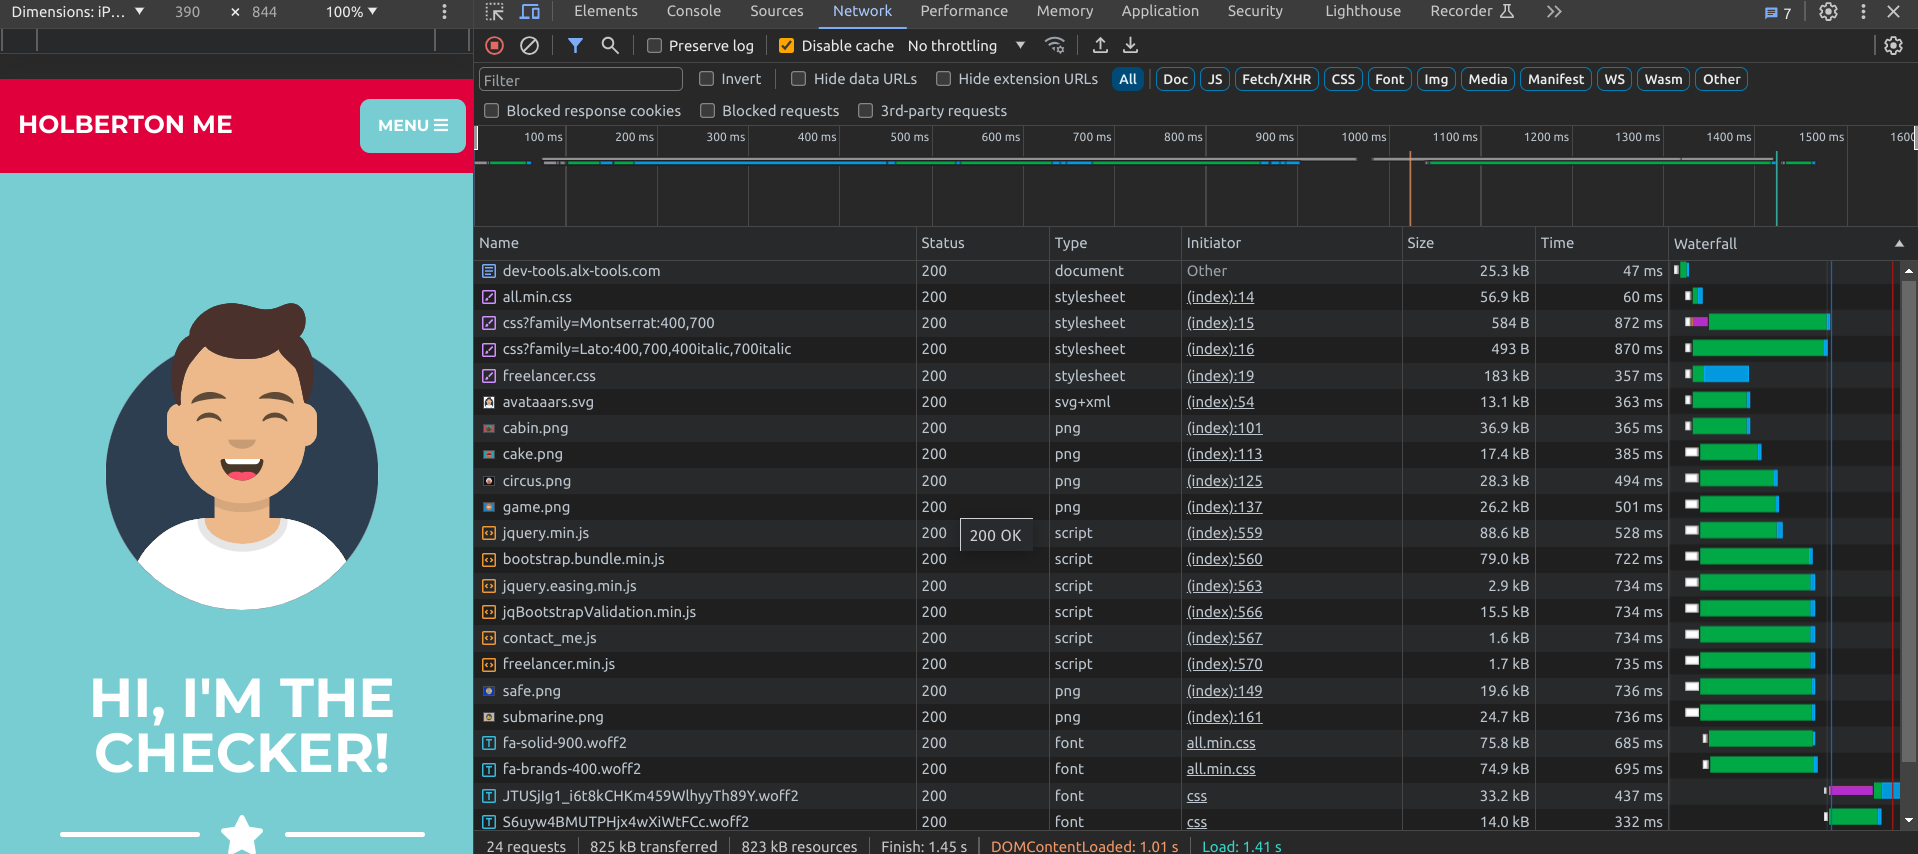 Dimensions: iP... ▼ 390 × 844 100% ▼
Elements Console Sources Network Performance Memory Application Security Lighthouse Recorder 7
Preserve log Disable cache No throttling
Filter Invert Hide data URLs Hide extension URLs All Doc JS Fetch/XHR CSS Font Img Media Manifest WS Wasm Other
Blocked response cookies Blocked requests 3rd-party requests
100 ms 200 ms 300 ms 400 ms 500 ms 600 ms 700 ms 800 ms 900 ms 1000 ms 1100 ms 1200 ms 1300 ms 1400 ms 1500 ms 1600
HOLBERTON ME
MENU
HI, I'M THE
CHECKER!
Name Status Type Initiator Size Time Waterfall
dev-tools.alx-tools.com 200 document Other 25.3 kB 47 ms
all.min.css 200 stylesheet (index):14 56.9 kB 60 ms
css?family=Montserrat:400,700 200 stylesheet (index):15 584 B 872 ms
css?family=Lato:400,700,400italic,700italic 200 stylesheet (index):16 493 B 870 ms
freelancer.css 200 stylesheet (index):19 183 kB 357 ms
avataaars.svg 200 svg+xml (index):54 13.1 kB 363 ms
cabin.png 200 png (index):101 36.9 kB 365 ms
cake.png 200 png (index):113 17.4 kB 385 ms
circus.png 200 png (index):125 28.3 kB 494 ms
game.png 200 png (index):137 26.2 kB 501 ms
jquery.min.js 200 script (index):559 88.6 kB 528 ms
200 OK
bootstrap.bundle.min.js 200 script (index):560 79.0 kB 722 ms
jquery.easing.min.js 200 script (index):563 2.9 kB 734 ms
jqBootstrapValidation.min.js 200 script (index):566 15.5 kB 734 ms
contact_me.js 200 script (index):567 1.6 kB 734 ms
freelancer.min.js 200 script (index):570 1.7 kB 735 ms
safe.png 200 png (index):149 19.6 kB 736 ms
submarine.png 200 png (index):161 24.7 kB 736 ms
fa-solid-900.woff2 200 font all.min.css 75.8 kB 685 ms
fa-brands-400.woff2 200 font all.min.css 74.9 kB 695 ms
JTUSjIg1_i6t8kCHKm459WlhyyTh89Y.woff2 200 font css 33.2 kB 437 ms
S6uyw4BMUTPHjx4wXiWtFCc.woff2 200 font css 14.0 kB 332 ms
24 requests 825 kB transferred 823 kB resources Finish: 1.45 s DOMContentLoaded: 1.01 s Load: 1.41 s